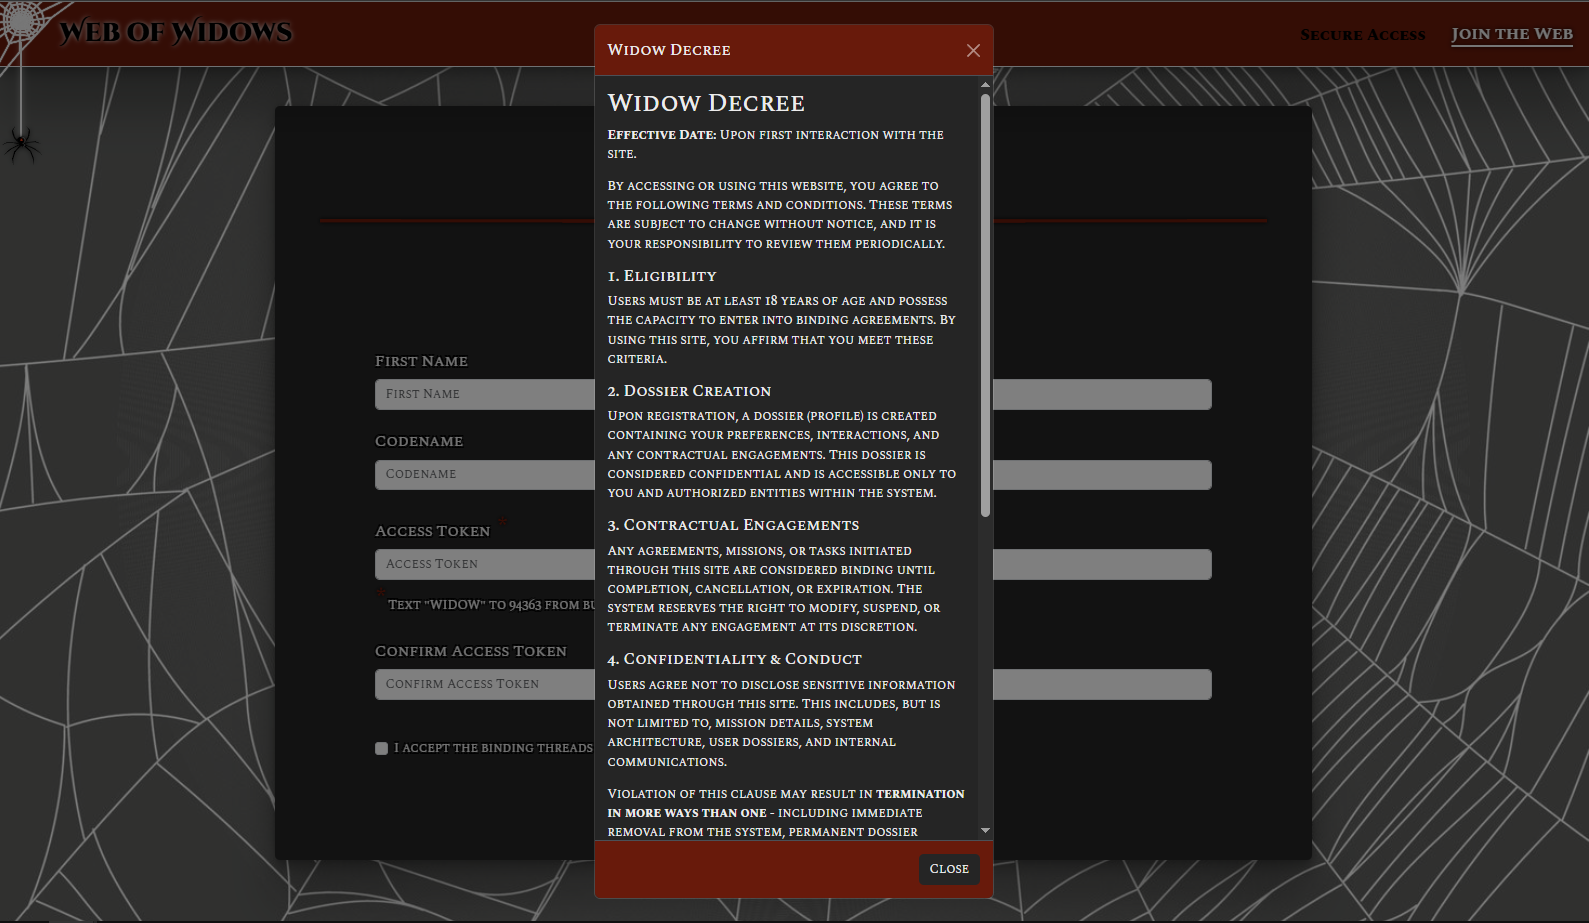 Web of Widows
Secure Access
Join the Web
Widow Decree
Widow Decree
Effective Date: Upon first interaction with the
site.
By accessing or using this website, you agree to
the following terms and conditions. These terms
are subject to change without notice, and it is
your responsibility to review them periodically.
1. Eligibility
Users must be at least 18 years of age and possess
the capacity to enter into binding agreements. By
using this site, you affirm that you meet these
criteria.
2. Dossier Creation
Upon registration, a dossier (profile) is created
containing your preferences, interactions, and
any contractual engagements. This dossier is
considered confidential and is accessible only to
you and authorized entities within the system.
3. Contractual Engagements
Any agreements, missions, or tasks initiated
through this site are considered binding until
completion, cancellation, or expiration. The
system reserves the right to modify, suspend, or
terminate any engagement at its discretion.
4. Confidentiality & Conduct
Users agree not to disclose sensitive information
obtained through this site. This includes, but is
not limited to, mission details, system
architecture, user dossiers, and internal
communications.
Violation of this clause may result in termination
in more ways than one - including immediate
removal from the system, permanent dossier
Close
First Name
First Name
Codename
Codename
Access Token *
Access Token
* Text "WIDOW" to 94363 from
Confirm Access Token
Confirm Access Token
I accept the binding threads